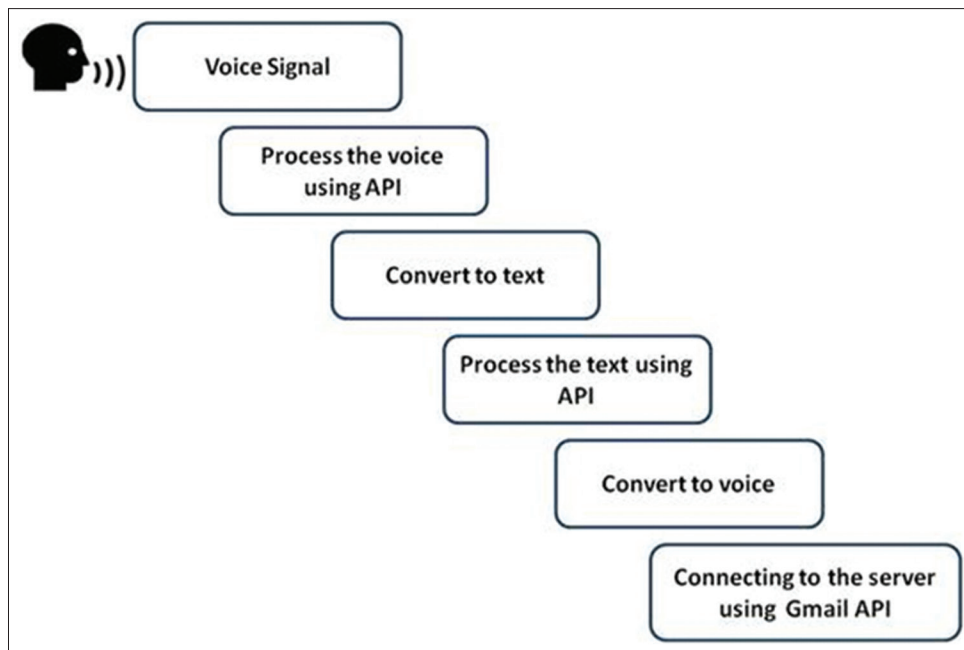 Voice Signal
Process the voice
using API
Convert to text
Process the text using
API
Convert to voice
Connecting to the server
using Gmail API